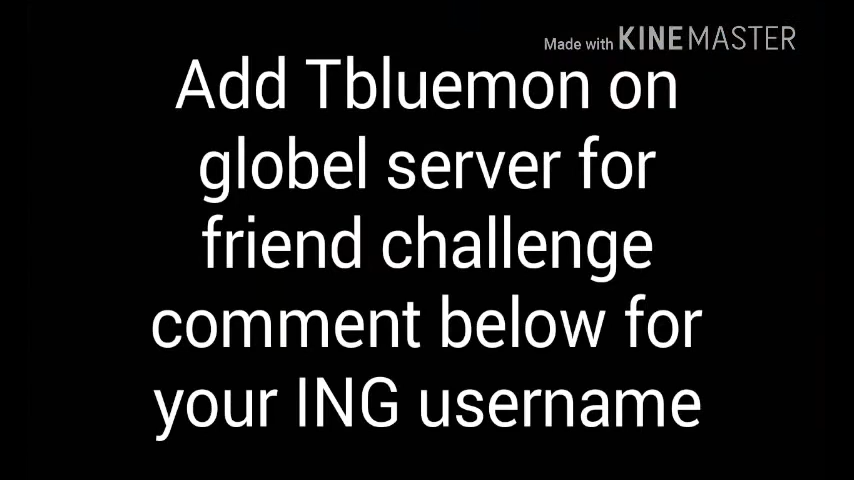 Made with KINEMASTER
Add Tbluemon on
globel server for
friend challenge
comment below for
your ING username